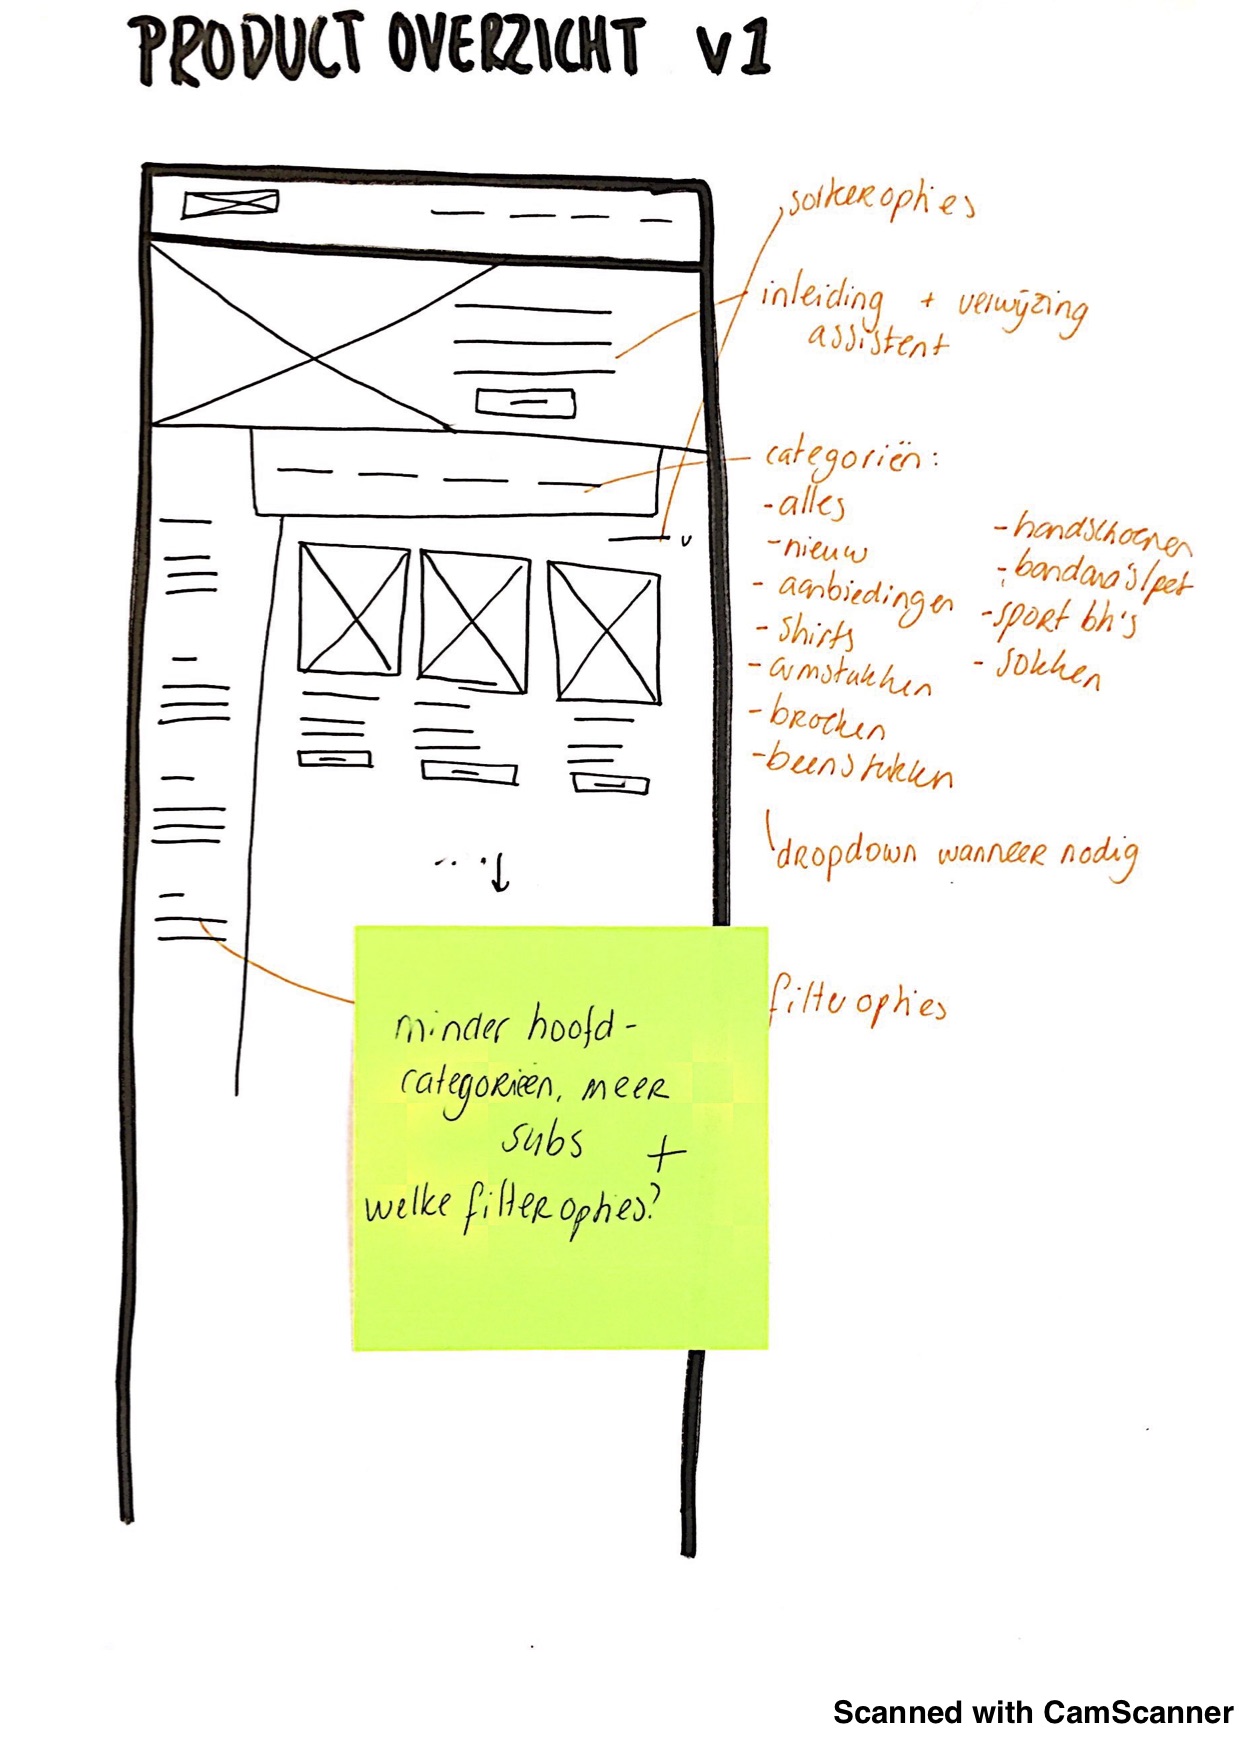 PRODUCT OVERZICHT v1
sorteeropties
inleiding + verwijzing
assistent
categoriën:
- alles
- nieuw
- aanbiedingen
- shirts
- armstukken
- broeken
- beenstukken
- handschoenen
- bandana's/pet
- sport bh's
- sokken
dropdown wanneer nodig
filteropties
minder hoofd-
categorieën, meer
subs +
welke filteropties?
Scanned with CamScanner